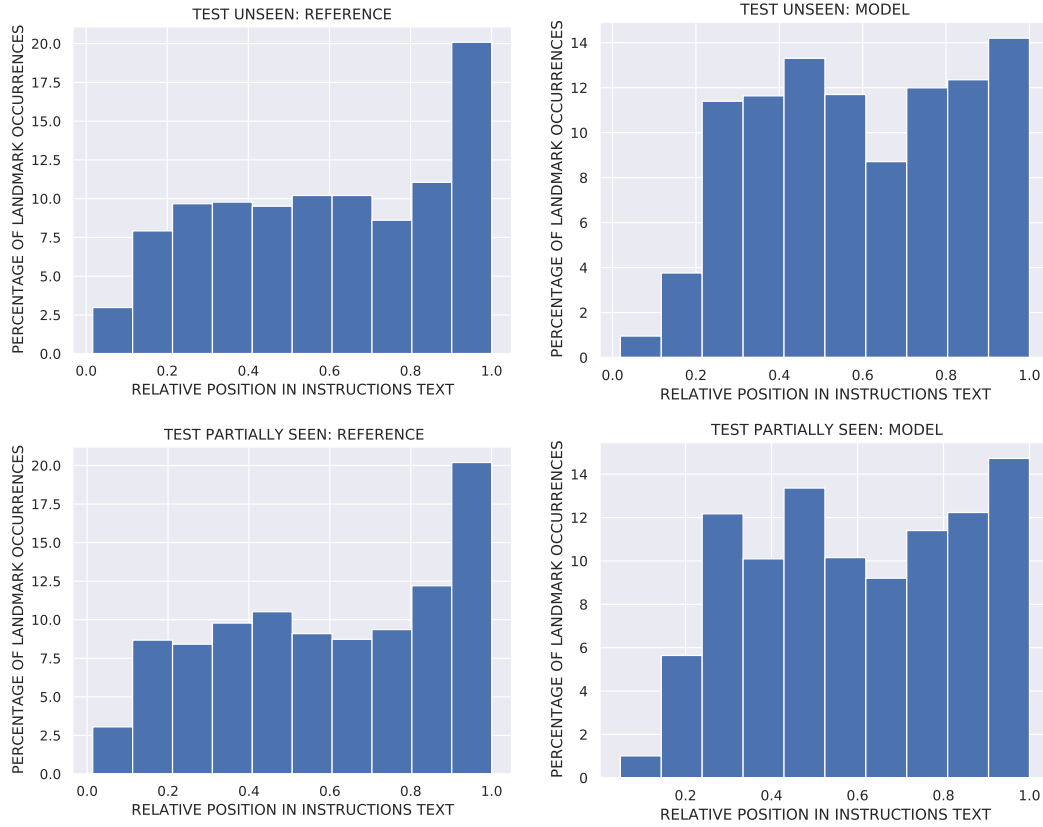 TEST UNSEEN: REFERENCE
PERCENTAGE OF LANDMARK OCCURRENCES
20.0
17.5
15.0
12.5
10.0
7.5
5.0
2.5
0.0
0.0 0.2 0.4 0.6 0.8 1.0
RELATIVE POSITION IN INSTRUCTIONS TEXT
TEST UNSEEN: MODEL
PERCENTAGE OF LANDMARK OCCURRENCES
14
12
10
8
6
4
2
0
0.0 0.2 0.4 0.6 0.8 1.0
RELATIVE POSITION IN INSTRUCTIONS TEXT
TEST PARTIALLY SEEN: REFERENCE
PERCENTAGE OF LANDMARK OCCURRENCES
20.0
17.5
15.0
12.5
10.0
7.5
5.0
2.5
0.0
0.0 0.2 0.4 0.6 0.8 1.0
RELATIVE POSITION IN INSTRUCTIONS TEXT
TEST PARTIALLY SEEN: MODEL
PERCENTAGE OF LANDMARK OCCURRENCES
14
12
10
8
6
4
2
0
0.2 0.4 0.6 0.8 1.0
RELATIVE POSITION IN INSTRUCTIONS TEXT